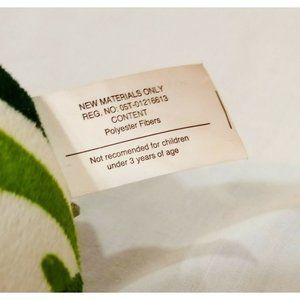 NEW MATERIALS ONLY
REG. NO: 05T-01216613
CONTENT
Polyester Fibers
Not recomended for children
under 3 years of age